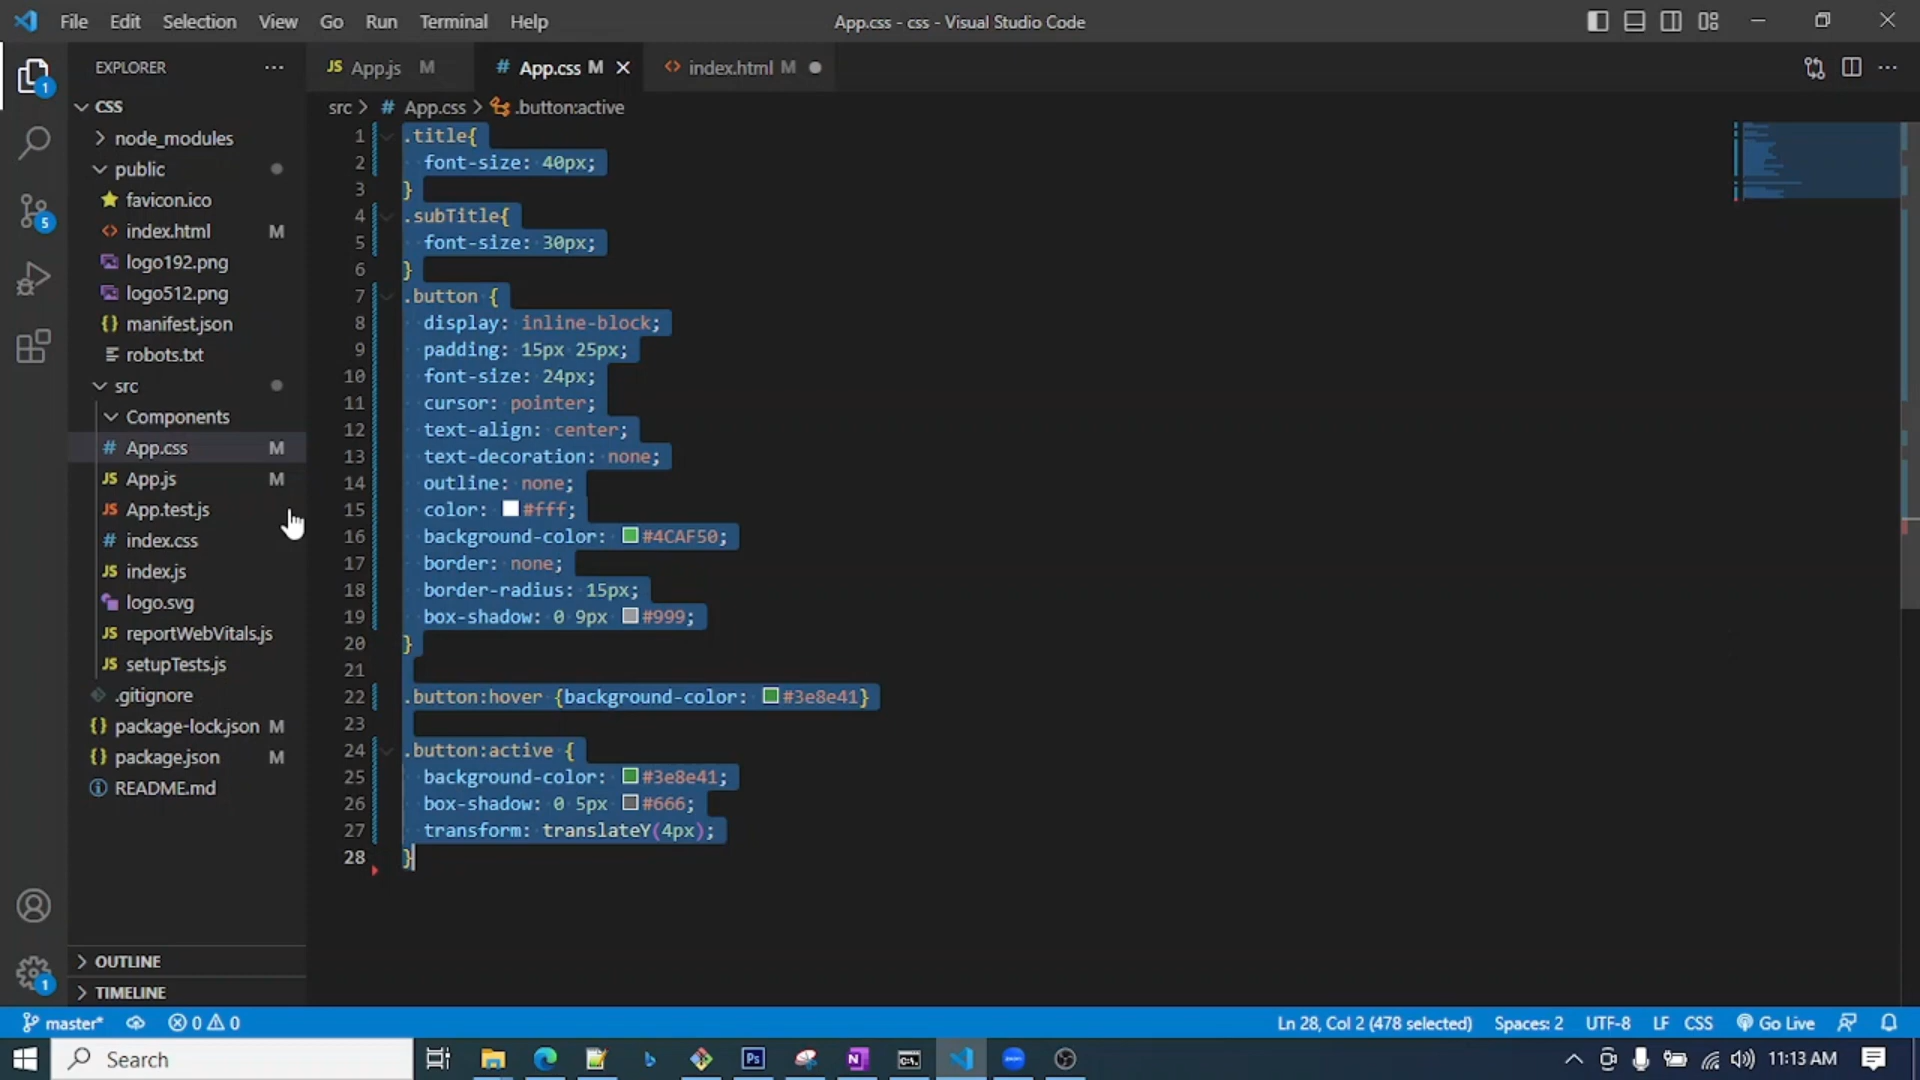 File Edit Selection View Go Run Terminal Help
App.css - css - Visual Studio Code
EXPLORER
CSS
node_modules
public
favicon.ico
index.html M
logo192.png
logo512.png
manifest.json
robots.txt
src
Components
App.css M
App.js M
App.test.js
index.css
index.js
logo.svg
reportWebVitals.js
setupTests.js
.gitignore
package-lock.json M
package.json M
README.md
OUTLINE
TIMELINE
1
5
1
JS App.js M
# App.css M
<> index.html M
src > # App.css > .button:active
1 .title{
2 font-size: 40px;
3 }
4 .subTitle{
5 font-size: 30px;
6 }
7 .button {
8 display: inline-block;
9 padding: 15px 25px;
10 font-size: 24px;
11 cursor: pointer;
12 text-align: center;
13 text-decoration: none;
14 outline: none;
15 color: #fff;
16 background-color: #4CAF50;
17 border: none;
18 border-radius: 15px;
19 box-shadow: 0 9px #999;
20 }
21
22 .button:hover {background-color: #3e8e41}
23
24 .button:active {
25 background-color: #3e8e41;
26 box-shadow: 0 5px #666;
27 transform: translateY(4px);
28 }
master* 0 0
Ln 28, Col 2 (478 selected) Spaces: 2 UTF-8 LF CSS Go Live
Search
11:13 AM